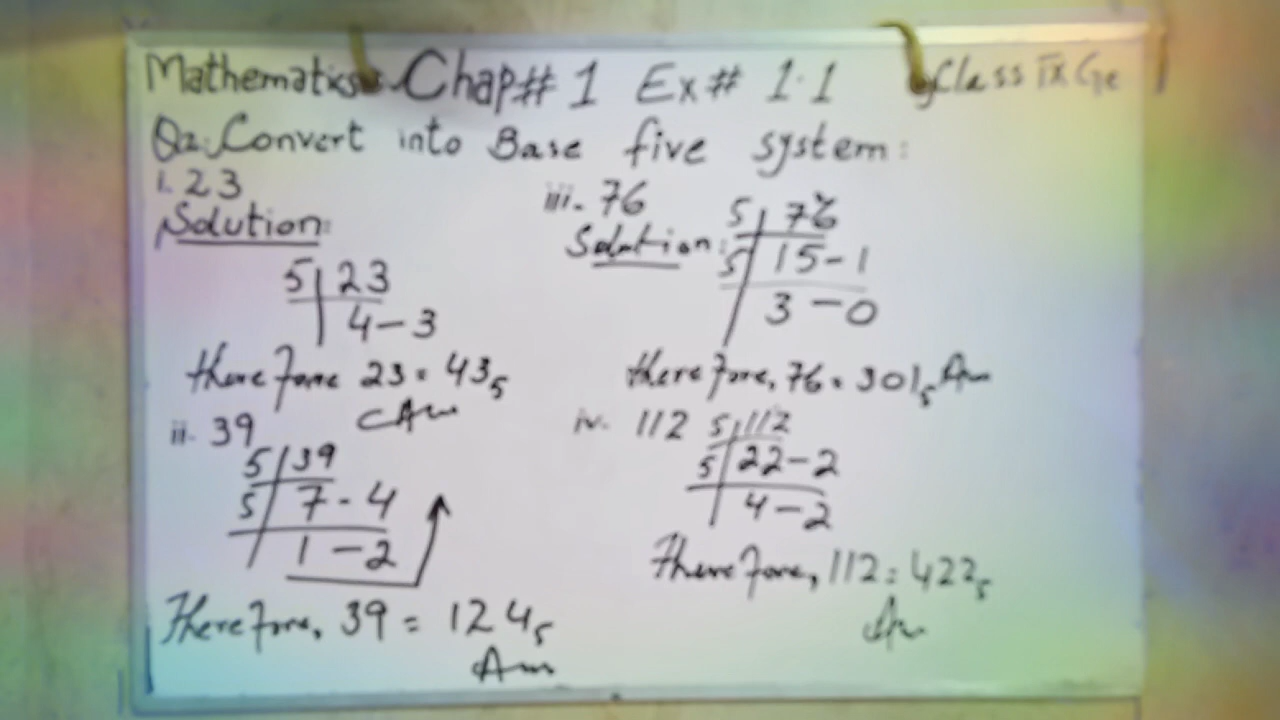 Mathematics Chap# 1 Ex# 1.1 Class IX Ge
Q2. Convert into Base five system:
i. 23
Solution:
5 | 23
4 - 3
therefore 23 = 43₅
Ans
ii. 39
5 | 39
5 | 7 - 4
1 - 2
Therefore, 39 = 124₅
Ans
iii. 76
Solution:
5 | 76
5 | 15 - 1
3 - 0
therefore, 76 = 301₅ Ans
iv. 112
5 | 112
5 | 22 - 2
4 - 2
Therefore, 112 = 422₅
Ans